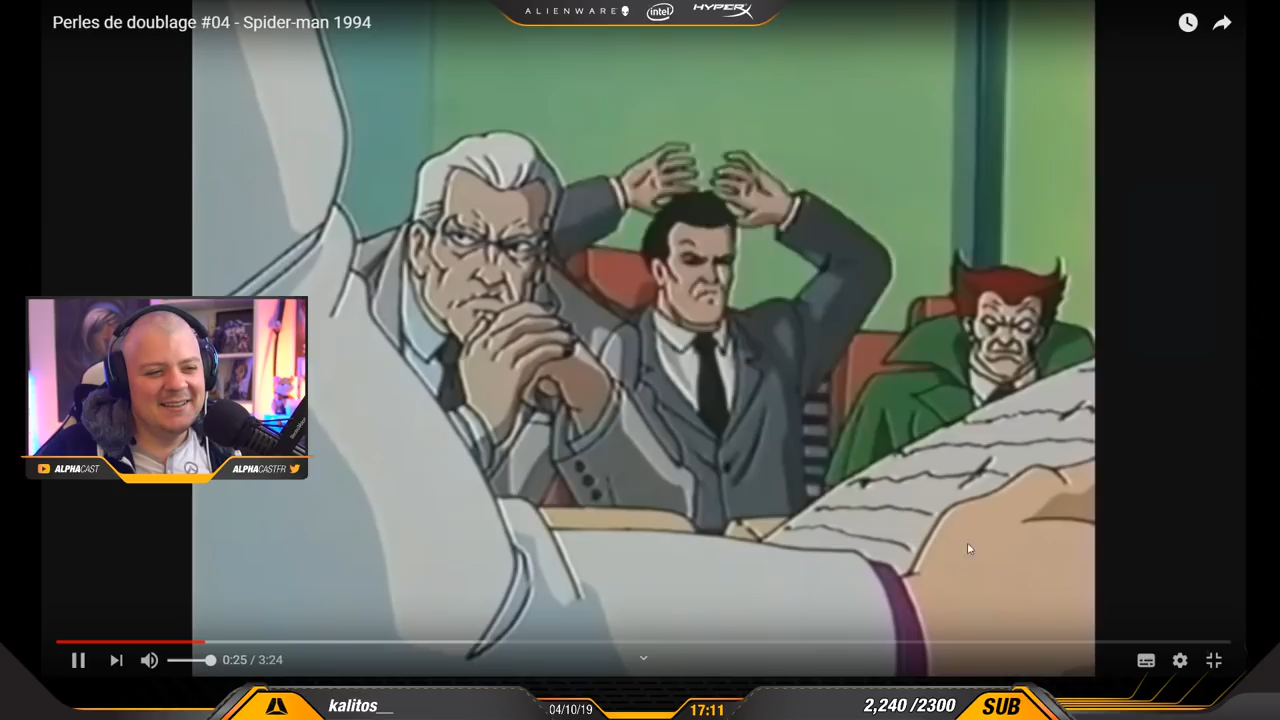 Perles de doublage #04 - Spider-man 1994
ALIENWARE intel HYPERX
ALPHACAST ALPHACASTFR
0:25 / 3:24
kalitos__ 04/10/19 17:11 2,240 /2300 SUB